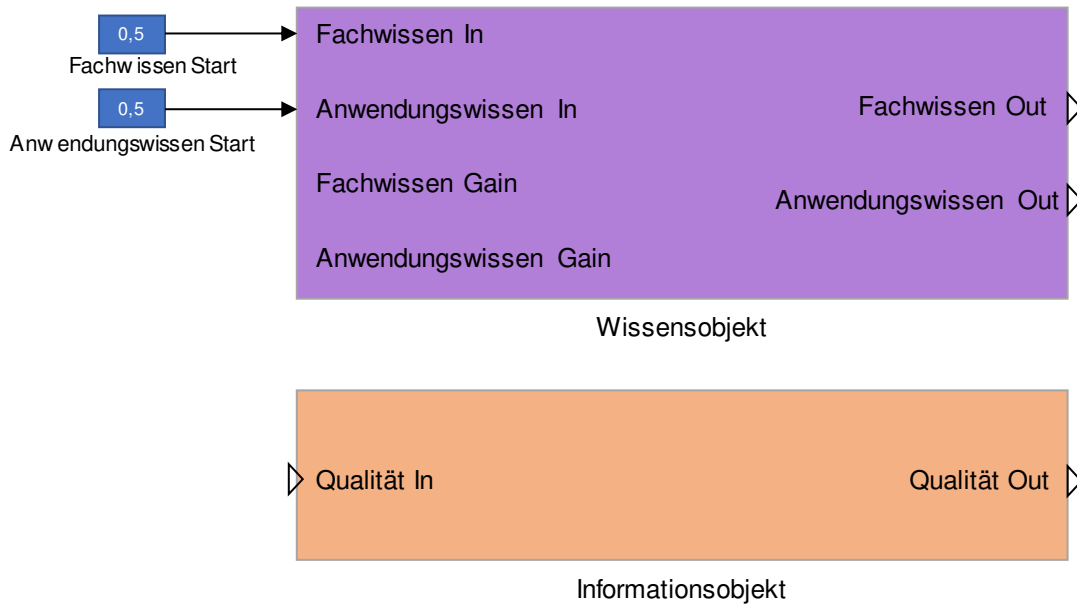 0,5
Fachwissen Start
0,5
Anwendungswissen Start
Fachwissen In
Anwendungswissen In
Fachwissen Gain
Anwendungswissen Gain
Fachwissen Out
Anwendungswissen Out
Wissensobjekt
Qualität In
Qualität Out
Informationsobjekt